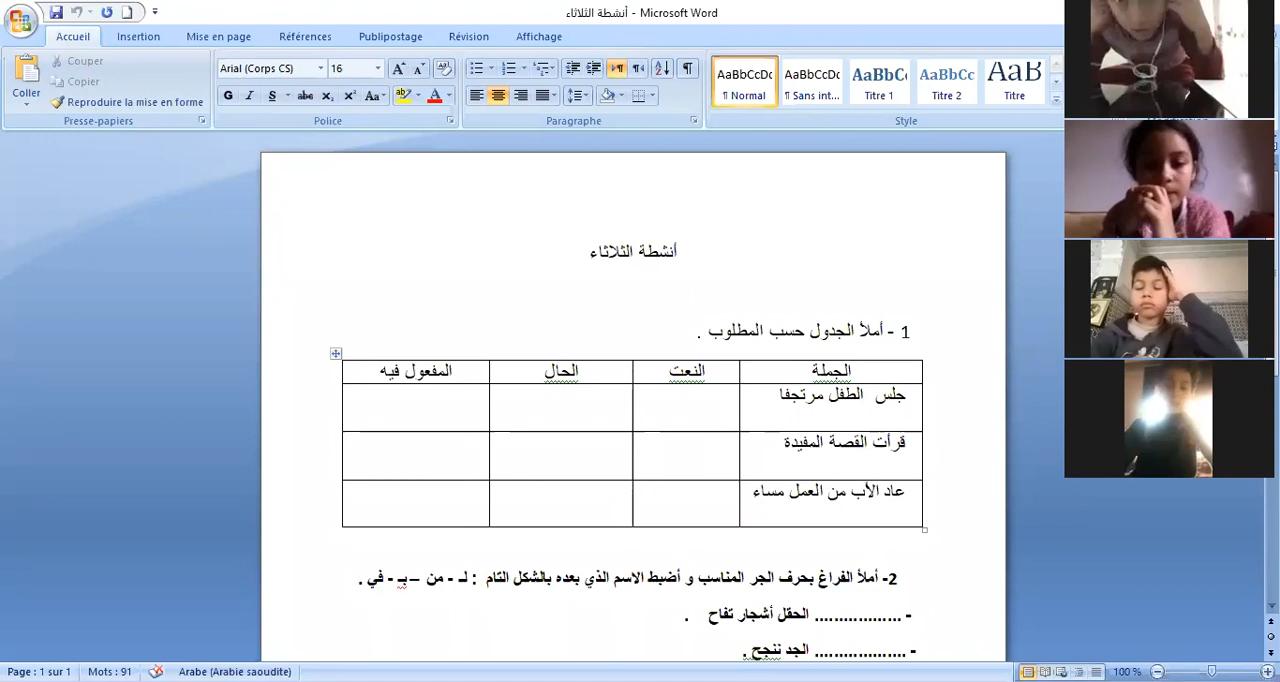 أنشطة الثلاثاء - Microsoft Word
Accueil Insertion Mise en page Références Publipostage Révision Affichage
Coller
Couper
Copier
Reproduire la mise en forme
Presse-papiers
Arial (Corps CS) 16
G I S abc X₂ X² Aa A
Police
Paragraphe
AaBbCcDc AaBbCcDc AaBbC AaBbCc AaB
¶ Normal ¶ Sans int... Titre 1 Titre 2 Titre
Style
أنشطة الثلاثاء
1 - أملأ الجدول حسب المطلوب .
الجملة النعت الحال المفعول فيه
جلس الطفل مرتجفا
قرأت القصة المفيدة
عاد الأب من العمل مساء
2- أملأ الفراغ بحرف الجر المناسب و أضبط الاسم الذي بعده بالشكل التام : لـ - من – بـ - في .
- .................. الحقل أشجار تفاح .
- ................... الجد ننجح .
Page : 1 sur 1 Mots : 91 Arabe (Arabie saoudite) 100 %